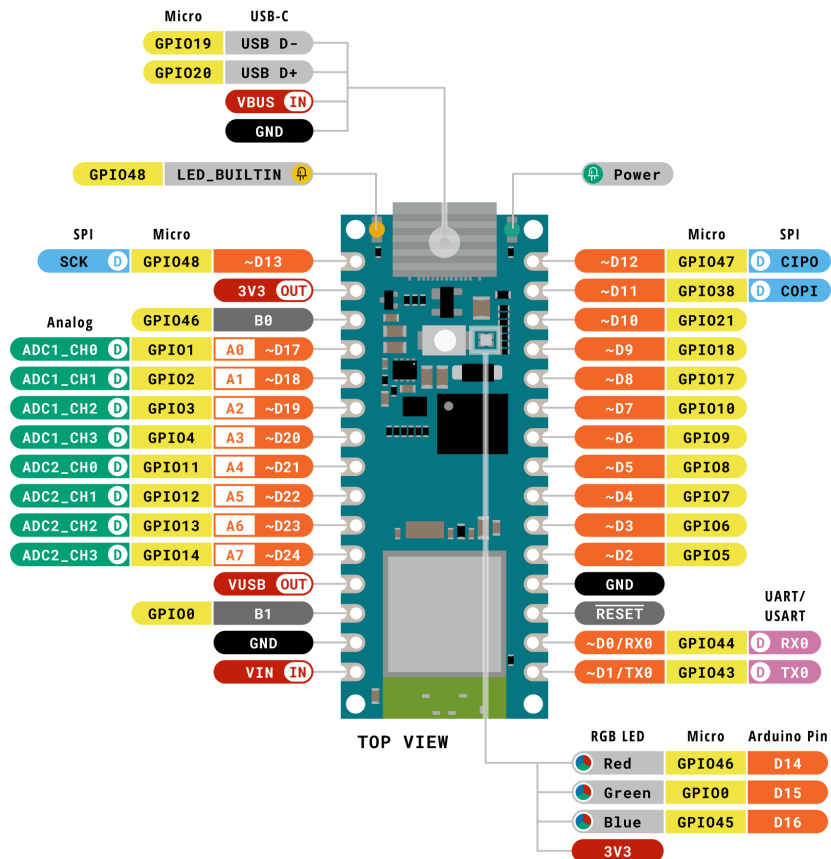 Micro USB-C
GPIO19 USB D-
GPIO20 USB D+
VBUS IN
GND
GPIO48 LED_BUILTIN
Power
SPI Micro
SCK D GPIO48 ~D13
3V3 OUT
GPIO46 B0
Analog
ADC1_CH0 D GPIO1 A0 ~D17
ADC1_CH1 D GPIO2 A1 ~D18
ADC1_CH2 D GPIO3 A2 ~D19
ADC1_CH3 D GPIO4 A3 ~D20
ADC2_CH0 D GPIO11 A4 ~D21
ADC2_CH1 D GPIO12 A5 ~D22
ADC2_CH2 D GPIO13 A6 ~D23
ADC2_CH3 D GPIO14 A7 ~D24
VUSB OUT
GPIO0 B1
GND
VIN IN
Micro SPI
~D12 GPIO47 D CIPO
~D11 GPIO38 D COPI
~D10 GPIO21
~D9 GPIO18
~D8 GPIO17
~D7 GPIO10
~D6 GPIO9
~D5 GPIO8
~D4 GPIO7
~D3 GPIO6
~D2 GPIO5
GND
RESET
UART/
USART
~D0/RX0 GPIO44 D RX0
~D1/TX0 GPIO43 D TX0
TOP VIEW
RGB LED Micro Arduino Pin
Red GPIO46 D14
Green GPIO0 D15
Blue GPIO45 D16
3V3